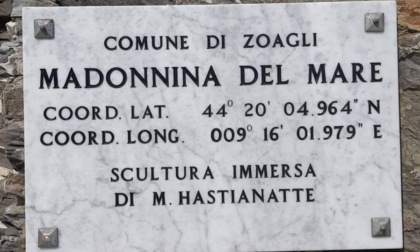 COMUNE DI ZOAGLI
MADONNINA DEL MARE
COORD. LAT. 44° 20' 04.964" N
COORD. LONG. 009° 16' 01.979" E
SCULTURA IMMERSA
DI M. HASTIANATTE